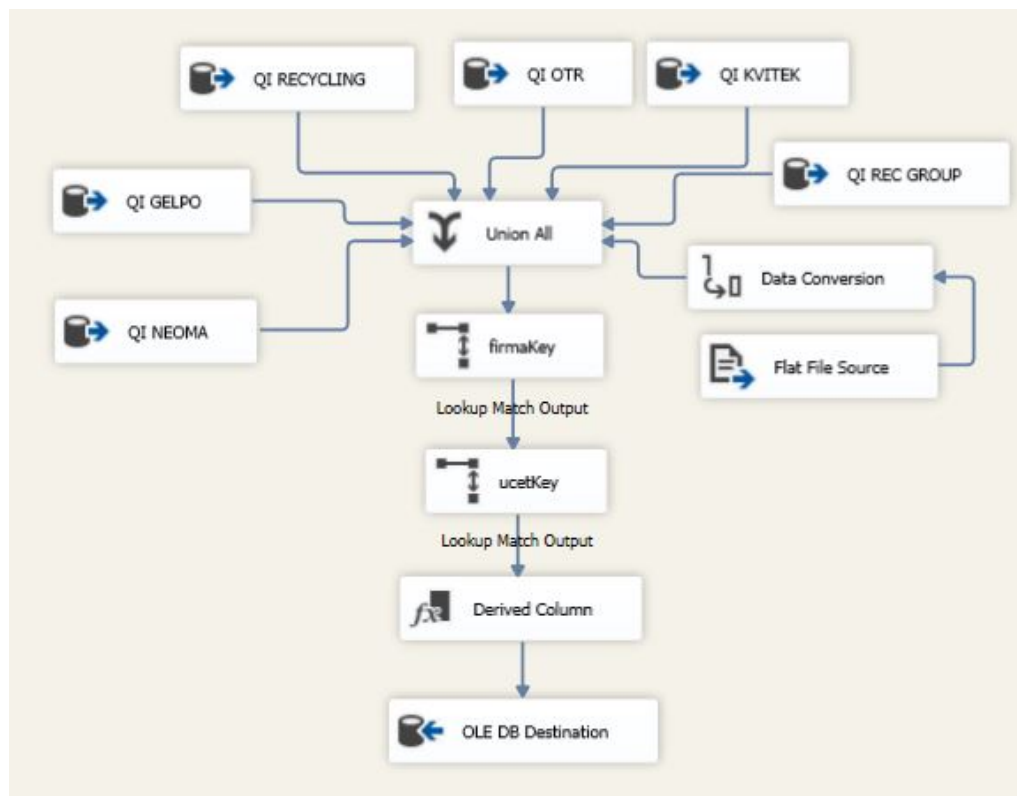 QI RECYCLING
QI OTR
QI KVITEK
QI GELPO
QI REC GROUP
Union All
Data Conversion
QI NEOMA
firmaKey
Flat File Source
Lookup Match Output
ucetKey
Lookup Match Output
Derived Column
OLE DB Destination